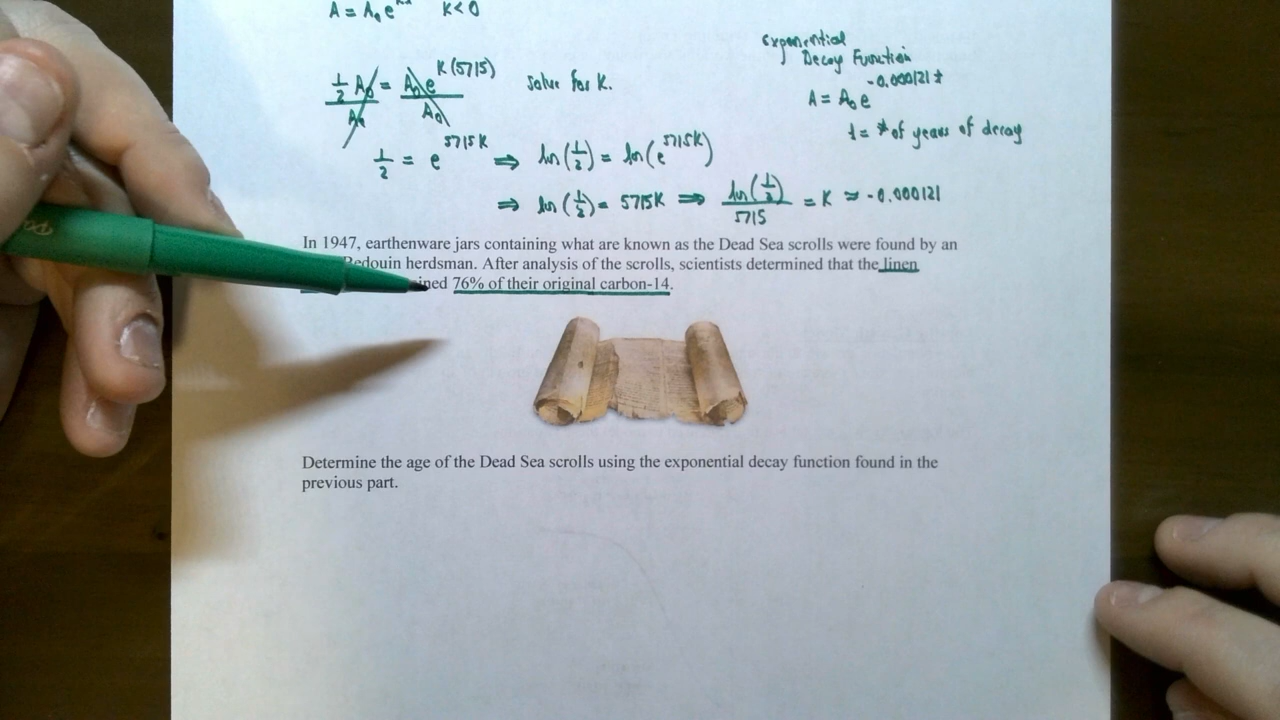 A = A₀e k<0
½ A₀ = A₀e^K(5715) solve for K.
A₀ A₀
½ = e^5715K ⇒ ln(½) = ln(e^5715K)
⇒ ln(½) = 5715K ⇒ ln(½)/5715 = K ≈ -0.000121
exponential
Decay Function
A = A₀e^-0.000121t
t = # of years of decay
In 1947, earthenware jars containing what are known as the Dead Sea scrolls were found by an
Bedouin herdsman. After analysis of the scrolls, scientists determined that the linen
76% of their original carbon-14.
Determine the age of the Dead Sea scrolls using the exponential decay function found in the
previous part.